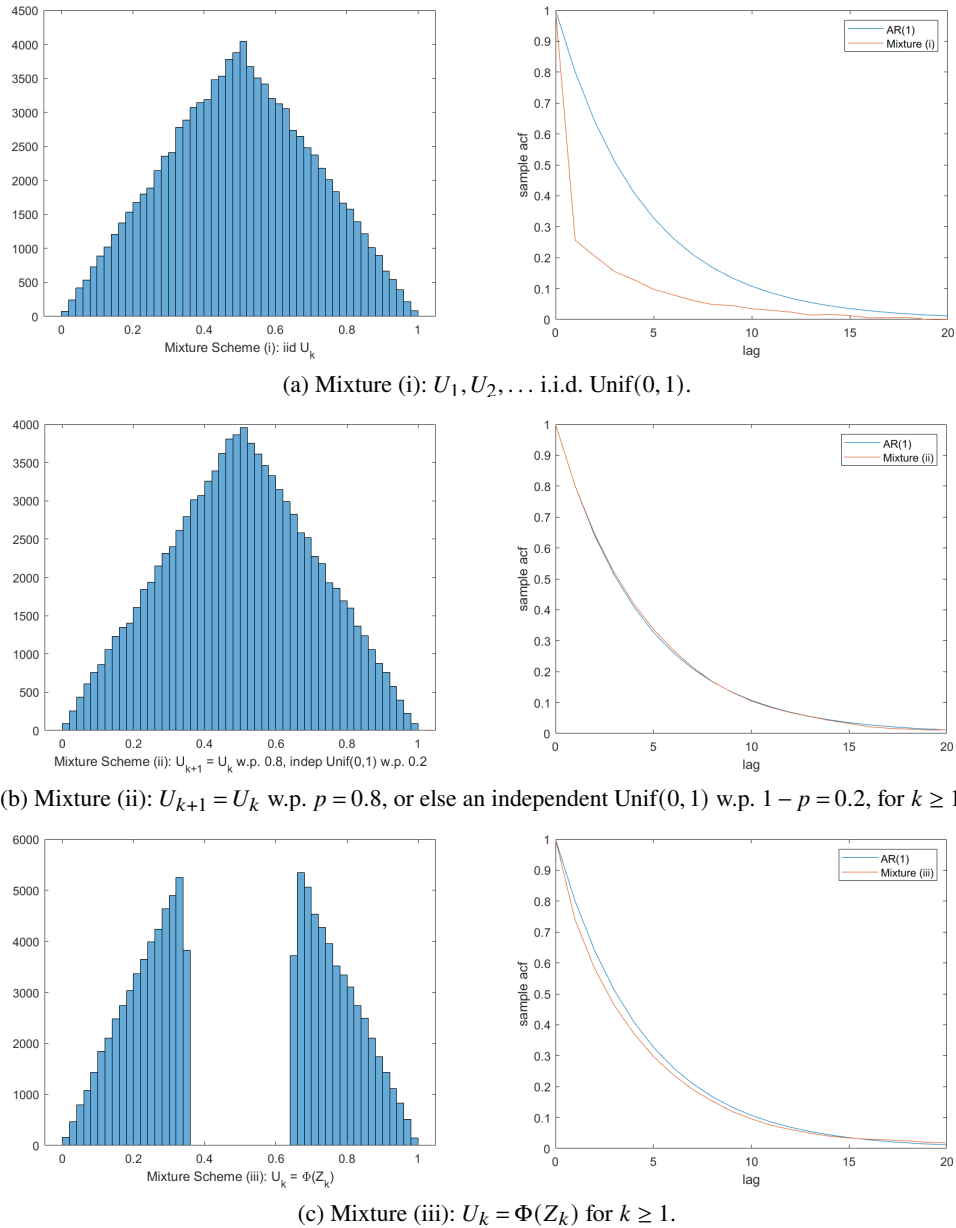 4500
4000
3500
3000
2500
2000
1500
1000
500
0
0 0.2 0.4 0.6 0.8 1
Mixture Scheme (i): iid U_k
1
0.9
0.8
0.7
0.6
0.5
0.4
0.3
0.2
0.1
0
sample acf
AR(1)
Mixture (i)
0 5 10 15 20
lag
(a) Mixture (i): U_1, U_2, . . . i.i.d. Unif(0, 1).
4000
3500
3000
2500
2000
1500
1000
500
0
0 0.2 0.4 0.6 0.8 1
Mixture Scheme (ii): U_{k+1} = U_k w.p. 0.8, indep Unif(0,1) w.p. 0.2
1
0.9
0.8
0.7
0.6
0.5
0.4
0.3
0.2
0.1
0
sample acf
AR(1)
Mixture (ii)
0 5 10 15 20
lag
(b) Mixture (ii): U_{k+1} = U_k w.p. p = 0.8, or else an independent Unif(0, 1) w.p. 1 − p = 0.2, for k ≥ 1
6000
5000
4000
3000
2000
1000
0
0 0.2 0.4 0.6 0.8 1
Mixture Scheme (iii): U_k = Φ(Z_k)
1
0.9
0.8
0.7
0.6
0.5
0.4
0.3
0.2
0.1
0
sample acf
AR(1)
Mixture (iii)
0 5 10 15 20
lag
(c) Mixture (iii): U_k = Φ(Z_k) for k ≥ 1.